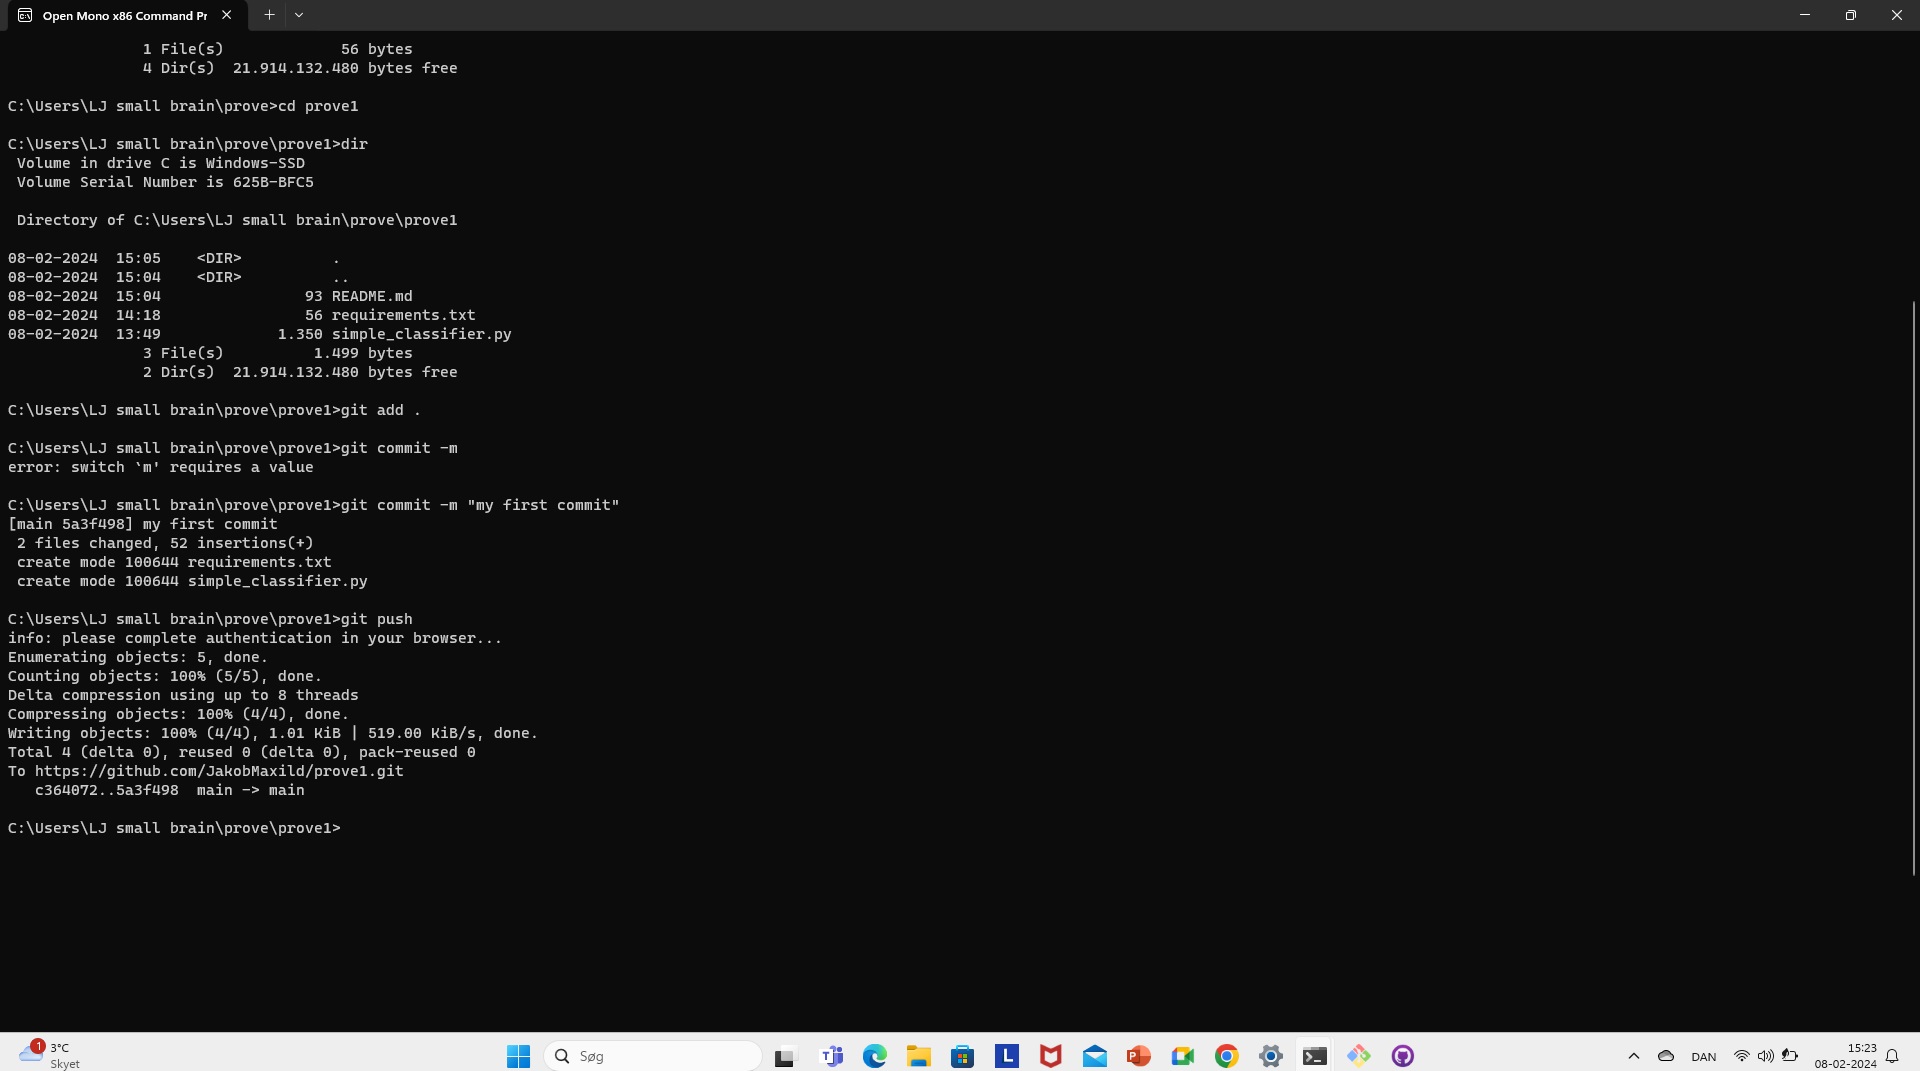 Open Mono x86 Command Pr
1 File(s) 56 bytes
4 Dir(s) 21.914.132.480 bytes free
C:\Users\LJ small brain\prove>cd prove1
C:\Users\LJ small brain\prove\prove1>dir
Volume in drive C is Windows-SSD
Volume Serial Number is 625B-BFC5
Directory of C:\Users\LJ small brain\prove\prove1
08-02-2024 15:05 <DIR> .
08-02-2024 15:04 <DIR> ..
08-02-2024 15:04 93 README.md
08-02-2024 14:18 56 requirements.txt
08-02-2024 13:49 1.350 simple_classifier.py
3 File(s) 1.499 bytes
2 Dir(s) 21.914.132.480 bytes free
C:\Users\LJ small brain\prove\prove1>git add .
C:\Users\LJ small brain\prove\prove1>git commit -m
error: switch `m' requires a value
C:\Users\LJ small brain\prove\prove1>git commit -m "my first commit"
[main 5a3f498] my first commit
2 files changed, 52 insertions(+)
create mode 100644 requirements.txt
create mode 100644 simple_classifier.py
C:\Users\LJ small brain\prove\prove1>git push
info: please complete authentication in your browser...
Enumerating objects: 5, done.
Counting objects: 100% (5/5), done.
Delta compression using up to 8 threads
Compressing objects: 100% (4/4), done.
Writing objects: 100% (4/4), 1.01 KiB | 519.00 KiB/s, done.
Total 4 (delta 0), reused 0 (delta 0), pack-reused 0
To https://github.com/JakobMaxild/prove1.git
c364072..5a3f498 main -> main
C:\Users\LJ small brain\prove\prove1>
1
3°C
Skyet
Søg
L
DAN
15:23
08-02-2024